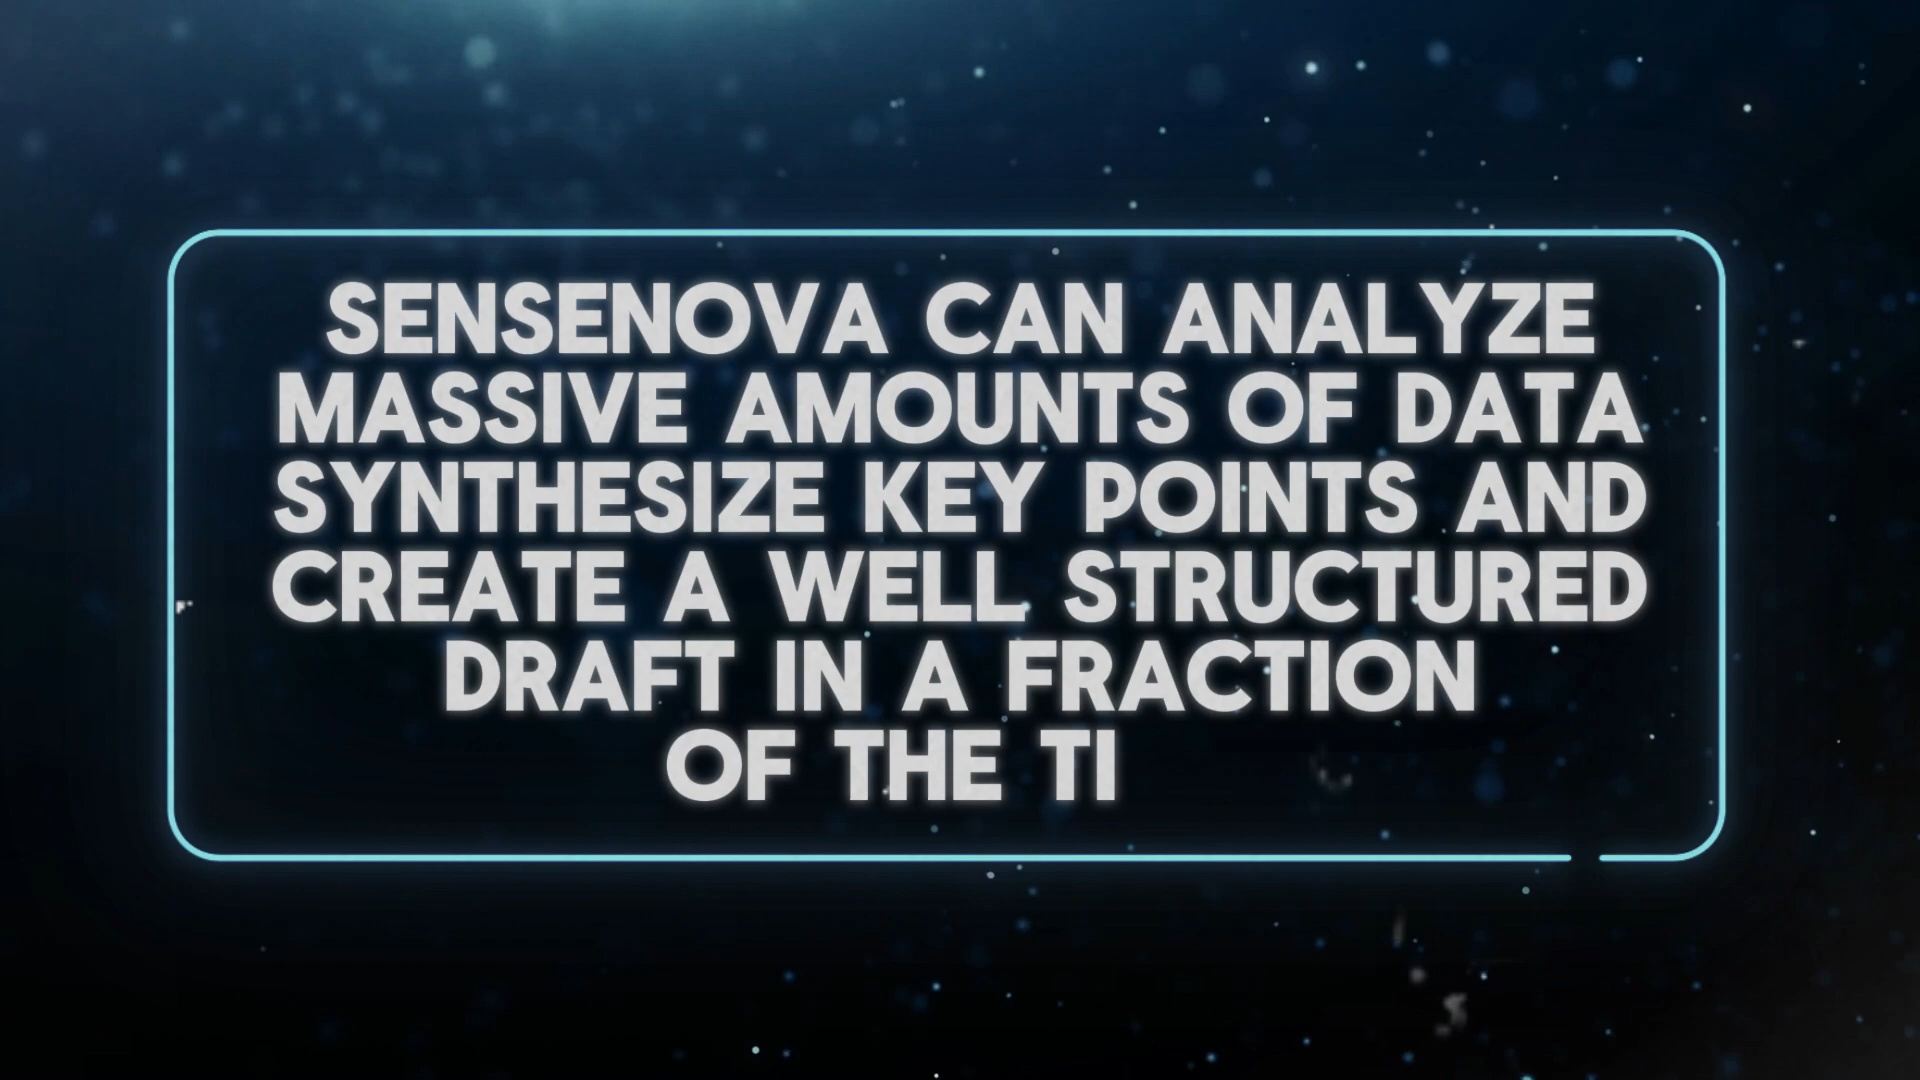 SENSENOVA CAN ANALYZE
MASSIVE AMOUNTS OF DATA
SYNTHESIZE KEY POINTS AND
CREATE A WELL STRUCTURED
DRAFT IN A FRACTION
OF THE TI